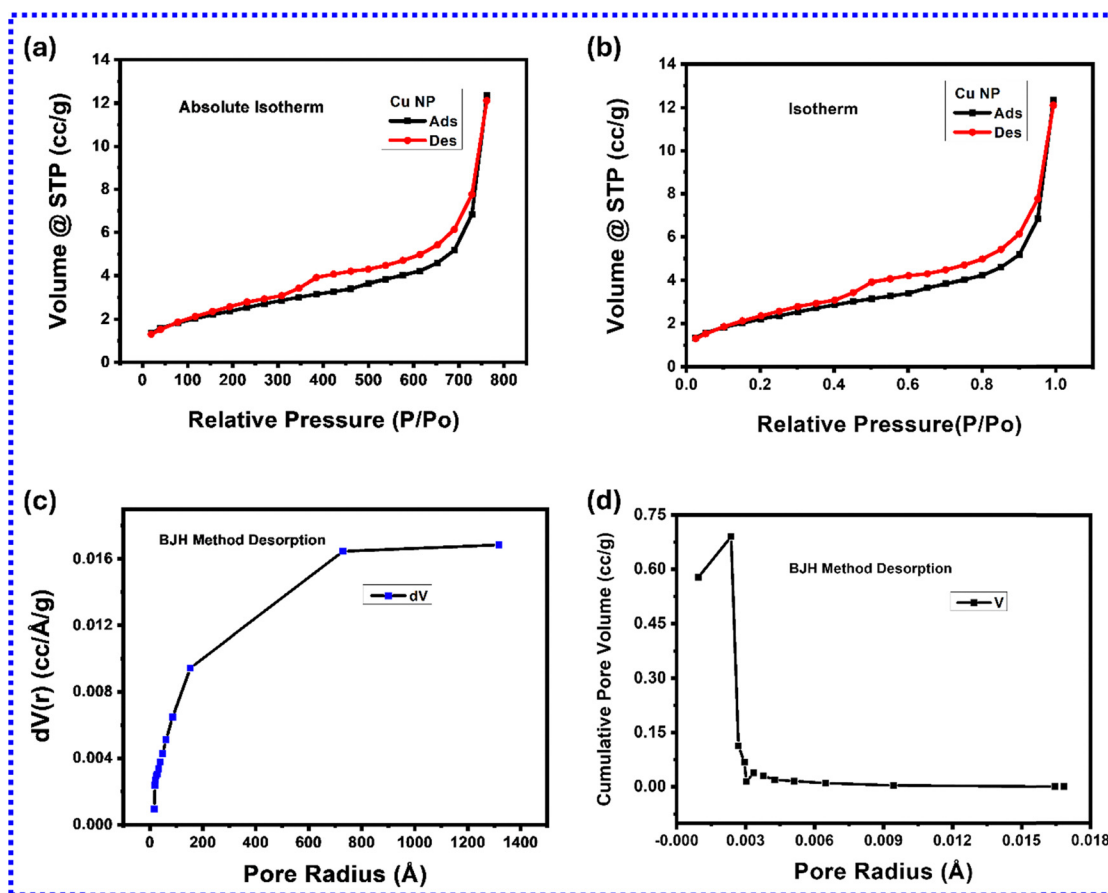 (a)
14
12
10
8
6
4
2
0
Volume @ STP (cc/g)
Absolute Isotherm
Cu NP
Ads
Des
0 100 200 300 400 500 600 700 800
Relative Pressure (P/Po)
(b)
14
12
10
8
6
4
2
0
Volume @ STP (cc/g)
Isotherm
Cu NP
Ads
Des
0.0 0.2 0.4 0.6 0.8 1.0
Relative Pressure(P/Po)
(c)
0.016
0.012
0.008
0.004
0.000
dV(r) (cc/Å/g)
BJH Method Desorption
dV
0 200 400 600 800 1000 1200 1400
Pore Radius (Å)
(d)
0.75
0.60
0.45
0.30
0.15
0.00
Cumulative Pore Volume (cc/g)
BJH Method Desorption
V
-0.000 0.003 0.006 0.009 0.012 0.015 0.018
Pore Radius (Å)